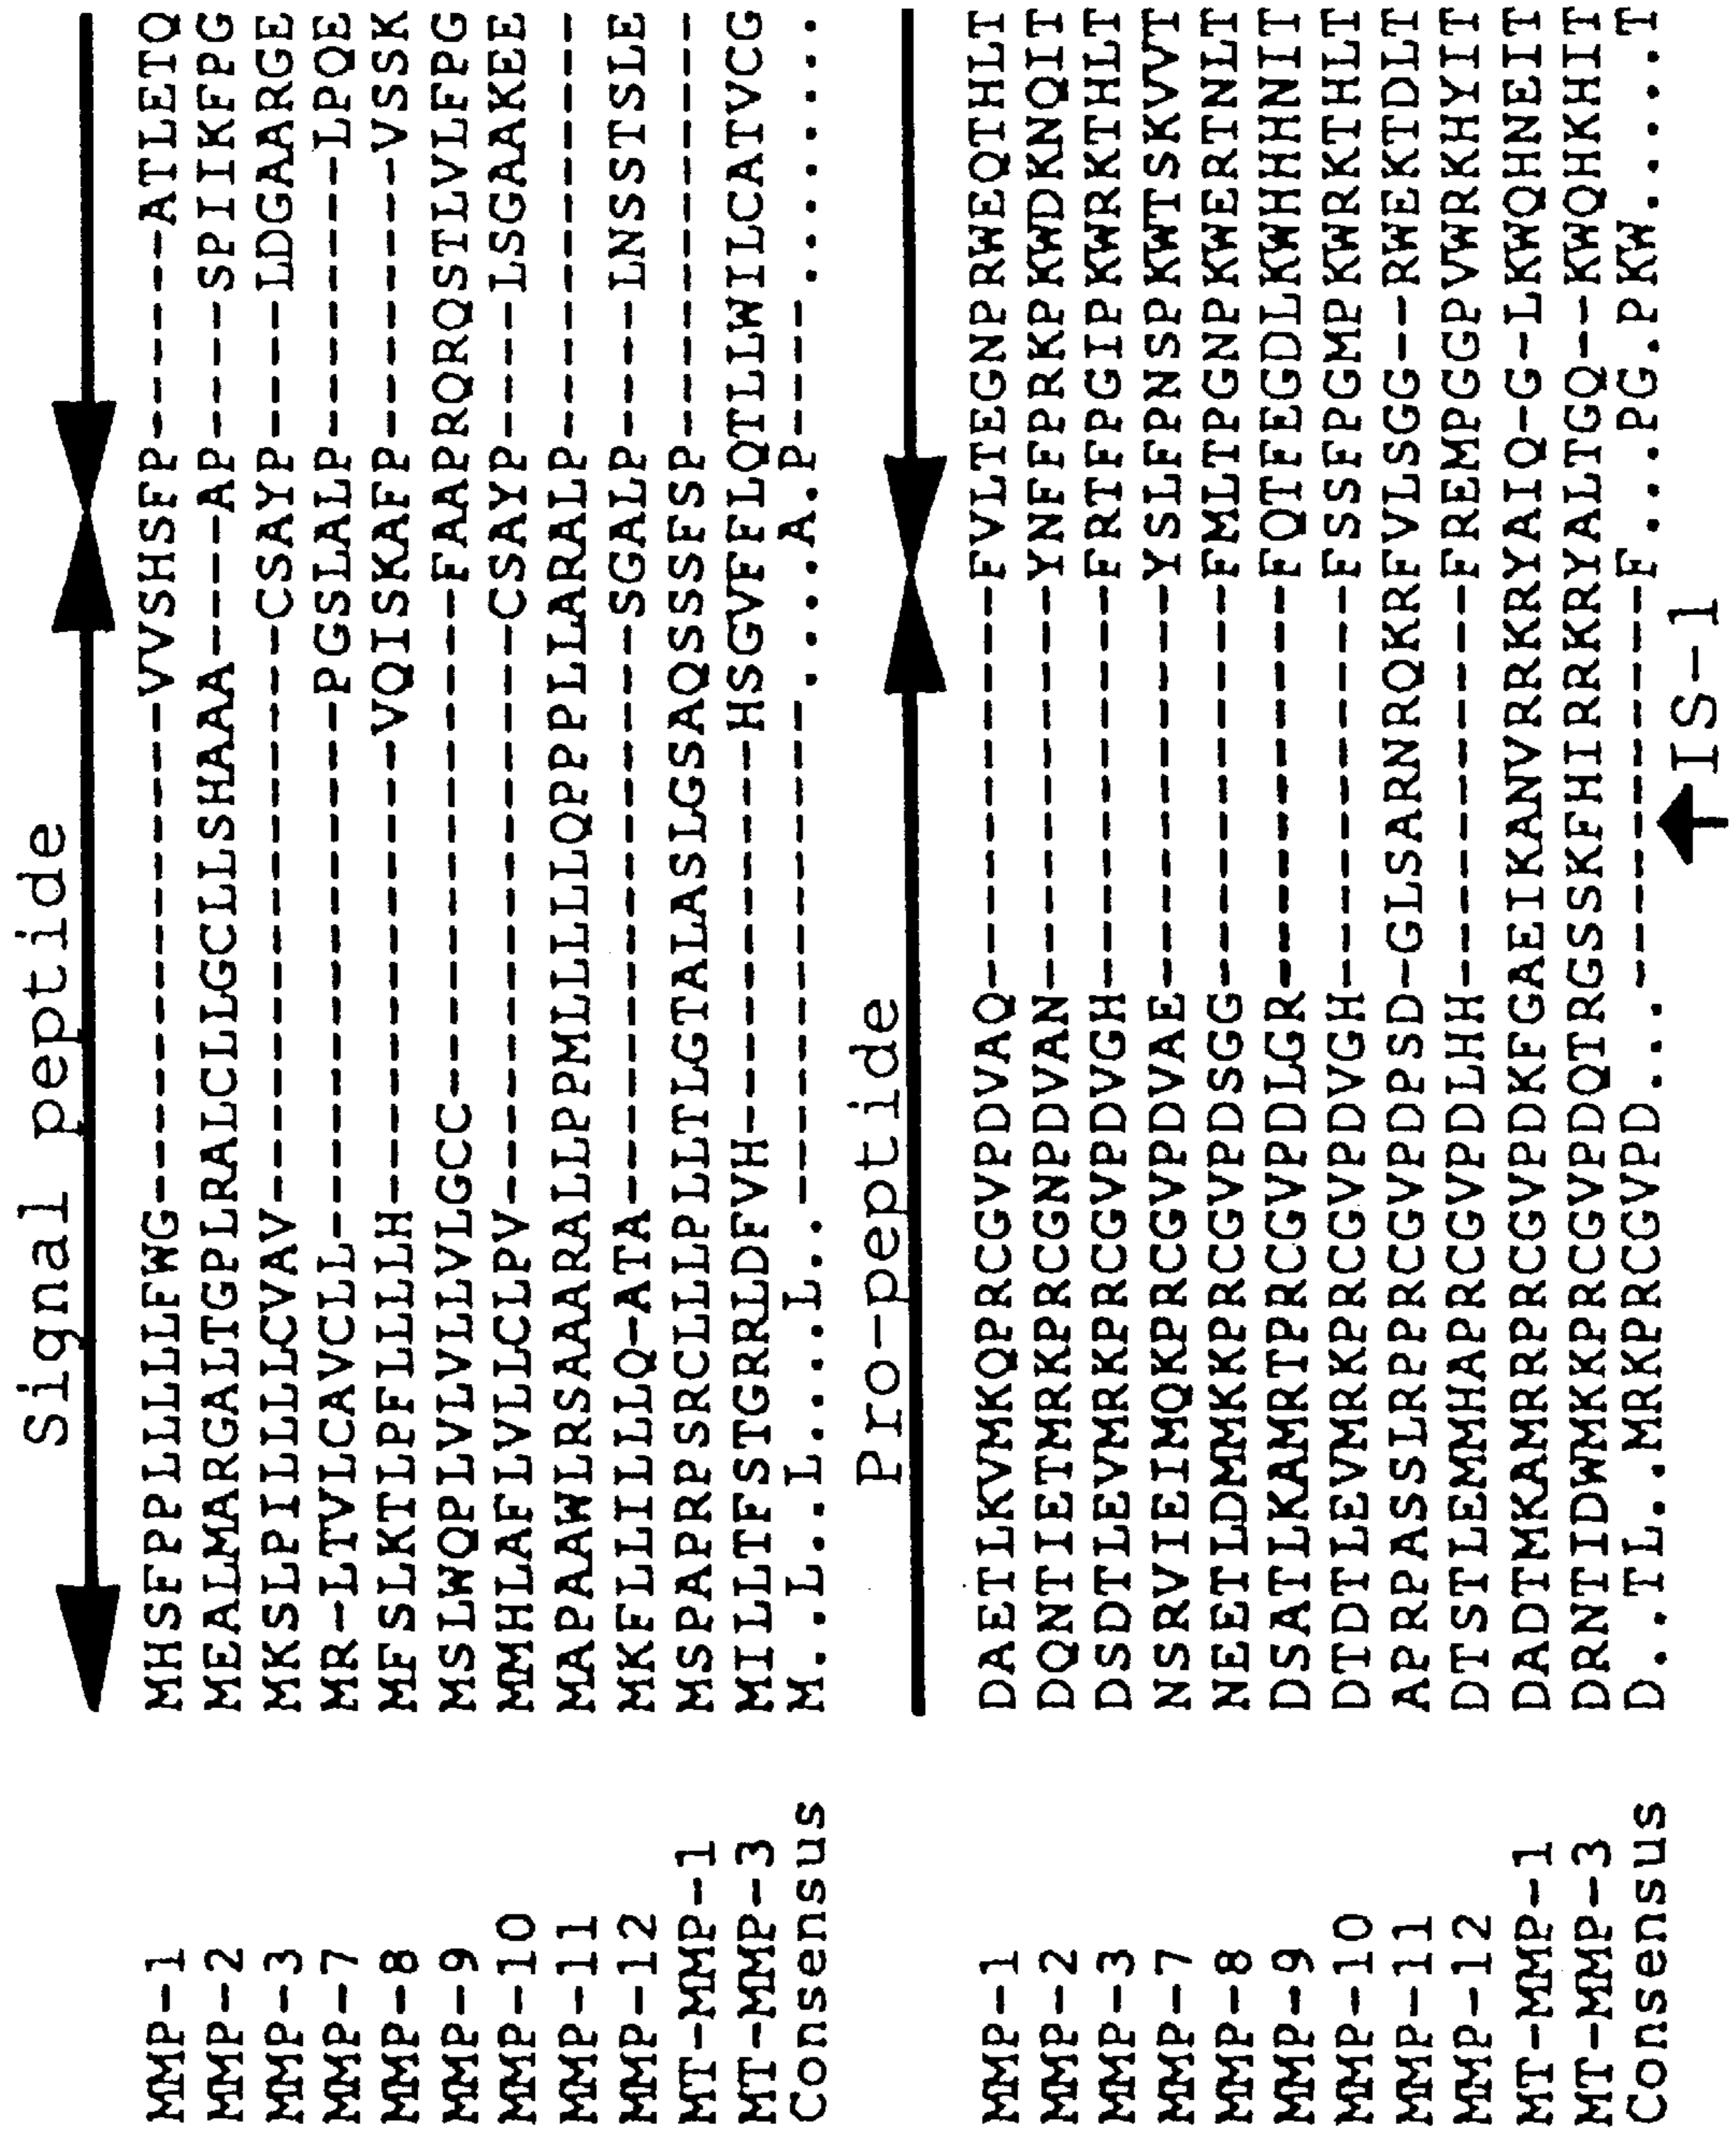 Signal peptide
MMP-1 MHSFPPLLLLLFWG--------------VVSHSFP------ATLETQ
MMP-2 MEALMARGALTGPLRALCLLGCLLSHAAA----AP----SPIIKFPG
MMP-3 MKSLPILLLLCVAV----------------CSAYP----LDGAARGE
MMP-7 MR-LTVLCAVCLL---------------PGSLALP--------LPQE
MMP-8 MFSLKTLPFLLLLH-------------VQISKAFP--------VSSK
MMP-9 MSLWQPLVLVLLVLGCC--------------FAAPRQRQSTLVLFPG
MMP-10 MMHLAFLVLLCLPV----------------CSAYP----LSGAAKEE
MMP-11 MAPAAWLRSAAARALLPPMLLLLLQPPPLLARALP------------
MMP-12 MKFLLILLLQ-ATA----------------SGALP----LNSSTSLE
MT-MMP-1 MSPAPRPSRCLLLPLLTLGTALASLGSAQSSSFSP------------
MT-MMP-3 MILLTFSTGRRLDFVH-----------HSGVFFLQTLLWILCATVCG
Consensus M..L..L....L..--------------....A.P----........
Pro-peptide
MMP-1 DAETLKVMKQPRCGVPDVAQ-----------FVLTEGNPRWEQTHLT
MMP-2 DQNTIETMRKPRCGNPDVAN-----------YNFFPRKPKWDKNQIT
MMP-3 DSDTLEVMRKPRCGVPDVGH-----------FRTFPGIPKWRKTHLT
MMP-7 NSRVIEIMQKPRCGVPDVAE-----------YSLFPNSPKWTSKVVT
MMP-8 NEETLDMMKKPRCGVPDSGG-----------FMLTPGNPKWERTNLT
MMP-9 DSATLKAMRTPRCGVPDLGR-----------FQTFEGDLKWHHHNIT
MMP-10 DTDTLEVMRKPRCGVPDVGH-----------FSSFPGMPKWRKTHLT
MMP-11 APRPASSLRPPRCGVPDPSD-GLSARNRQKRFVLSGG--RWEKTDLT
MMP-12 DTSTLEMMHAPRCGVPDLHH-----------FREMPGGPVWRKHYIT
MT-MMP-1 DADTMKAMRRPRCGVPDKFGAEIKANVRRKRYAIQ-G-LKWQHNEIT
MT-MMP-3 DRNTIDWMKKPRCGVPDQTRGSSKFHIRRKRYALTGQ--KWQHKHIT
Consensus D..TL..MRKPRCGVPD...-----------F...PG.PKW.....T
IS-1